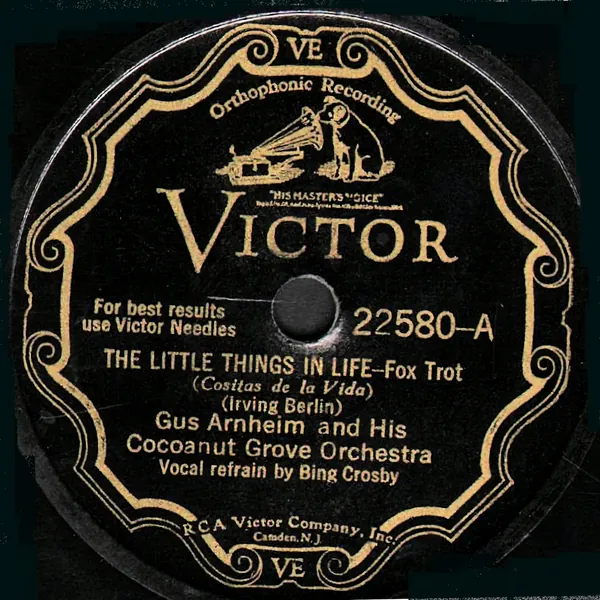 VE
Orthophonic Recording
"HIS MASTER'S VOICE"
VICTOR
For best results
use Victor Needles
22580-A
THE LITTLE THINGS IN LIFE-Fox Trot
(Cositas de la Vida)
(Irving Berlin)
Gus Arnheim and His
Cocoanut Grove Orchestra
Vocal refrain by Bing Crosby
RCA Victor Company, Inc.
Camden, N.J.
VE